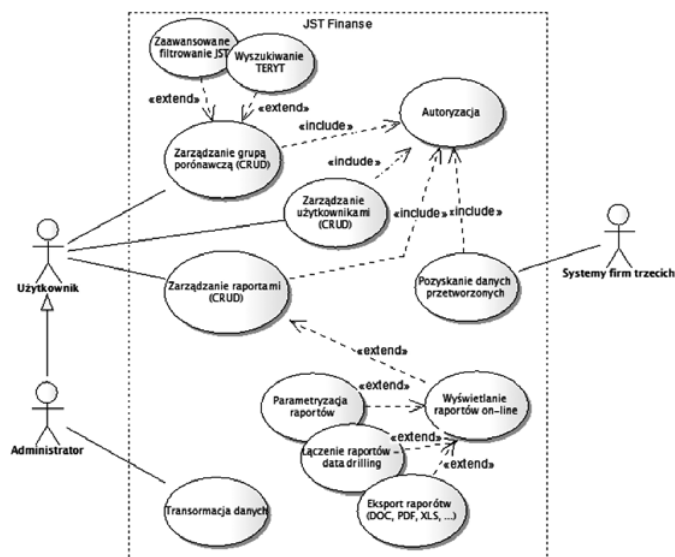 JST Finanse
Zaawansowane
filtrowanie JST
Wyszukiwanie
TERYT
«extend»
«extend»
Autoryzacja
«include»
Zarządzanie grupą
porónawczą (CRUD)
«include»
Zarządzanie
użytkownikami
(CRUD)
«include»
«include»
Użytkownik
Systemy firm trzecich
Zarządzanie raportami
(CRUD)
Pozyskanie danych
przetworzonych
«extend»
Parametryzacja
raportów
«extend»
Wyświetlanie
raportów on-line
Administrator
Łączenie raportów
data drilling
«extend»
«extend»
Transormacja danych
Eksport raporótw
(DOC, PDF, XLS, ...)